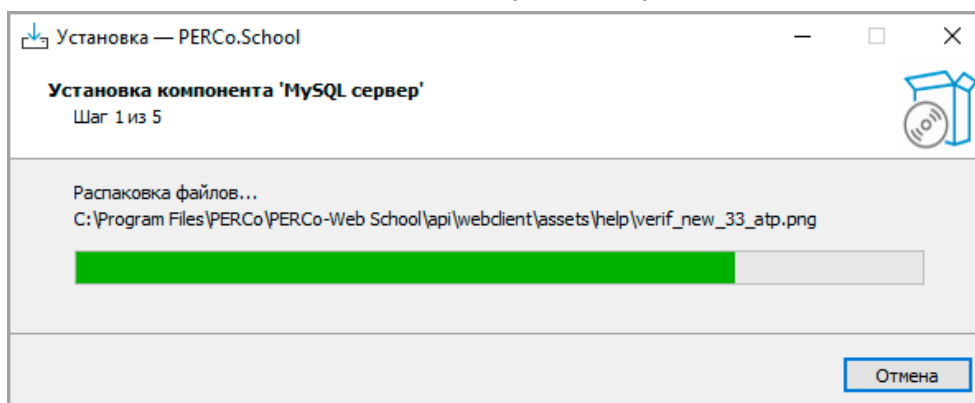 Установка — PERCo.School
Установка компонента 'MySQL сервер'
Шаг 1 из 5
Распаковка файлов...
C:\Program Files\PERCo\PERCo-Web School\api\webclient\assets\help\verif_new_33_atp.png
Отмена